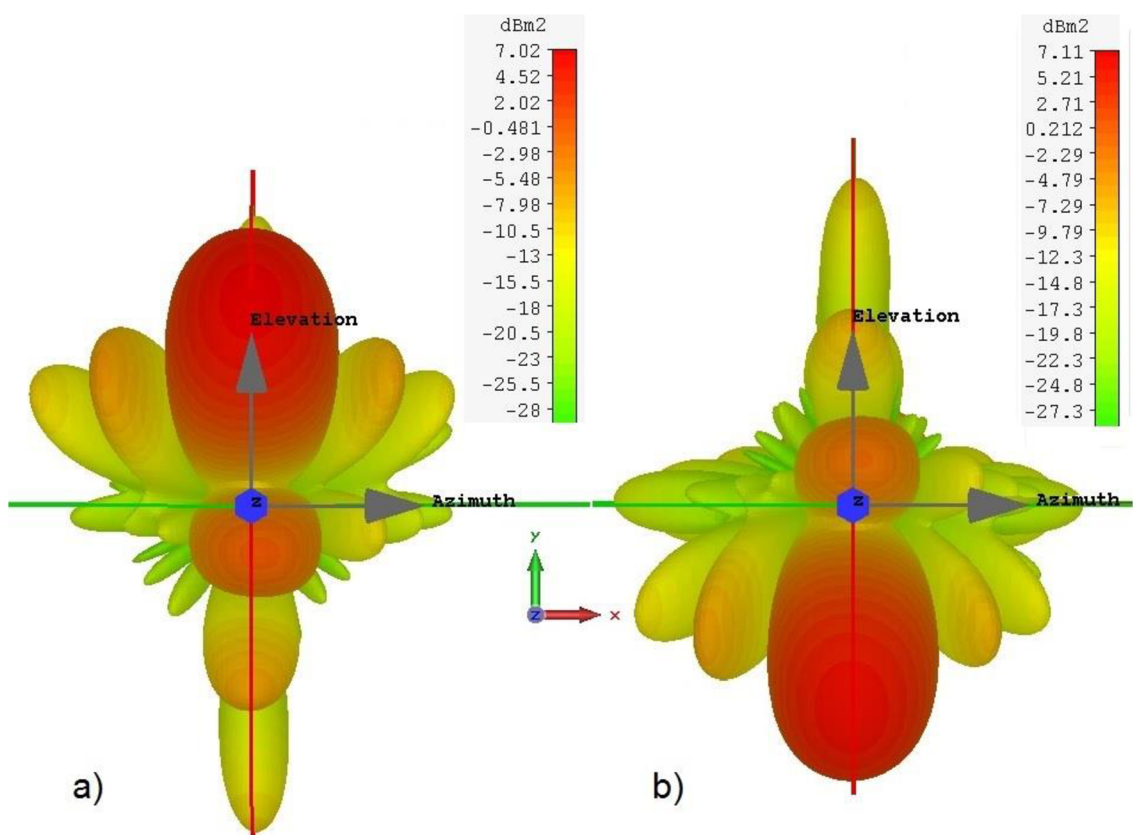 dBm2
7.02
4.52
2.02
-0.481
-2.98
-5.48
-7.98
-10.5
-13
-15.5
-18
-20.5
-23
-25.5
-28
Elevation
Azimuth
z
a)
y
x
z
dBm2
7.11
5.21
2.71
0.212
-2.29
-4.79
-7.29
-9.79
-12.3
-14.8
-17.3
-19.8
-22.3
-24.8
-27.3
Elevation
Azimuth
z
b)